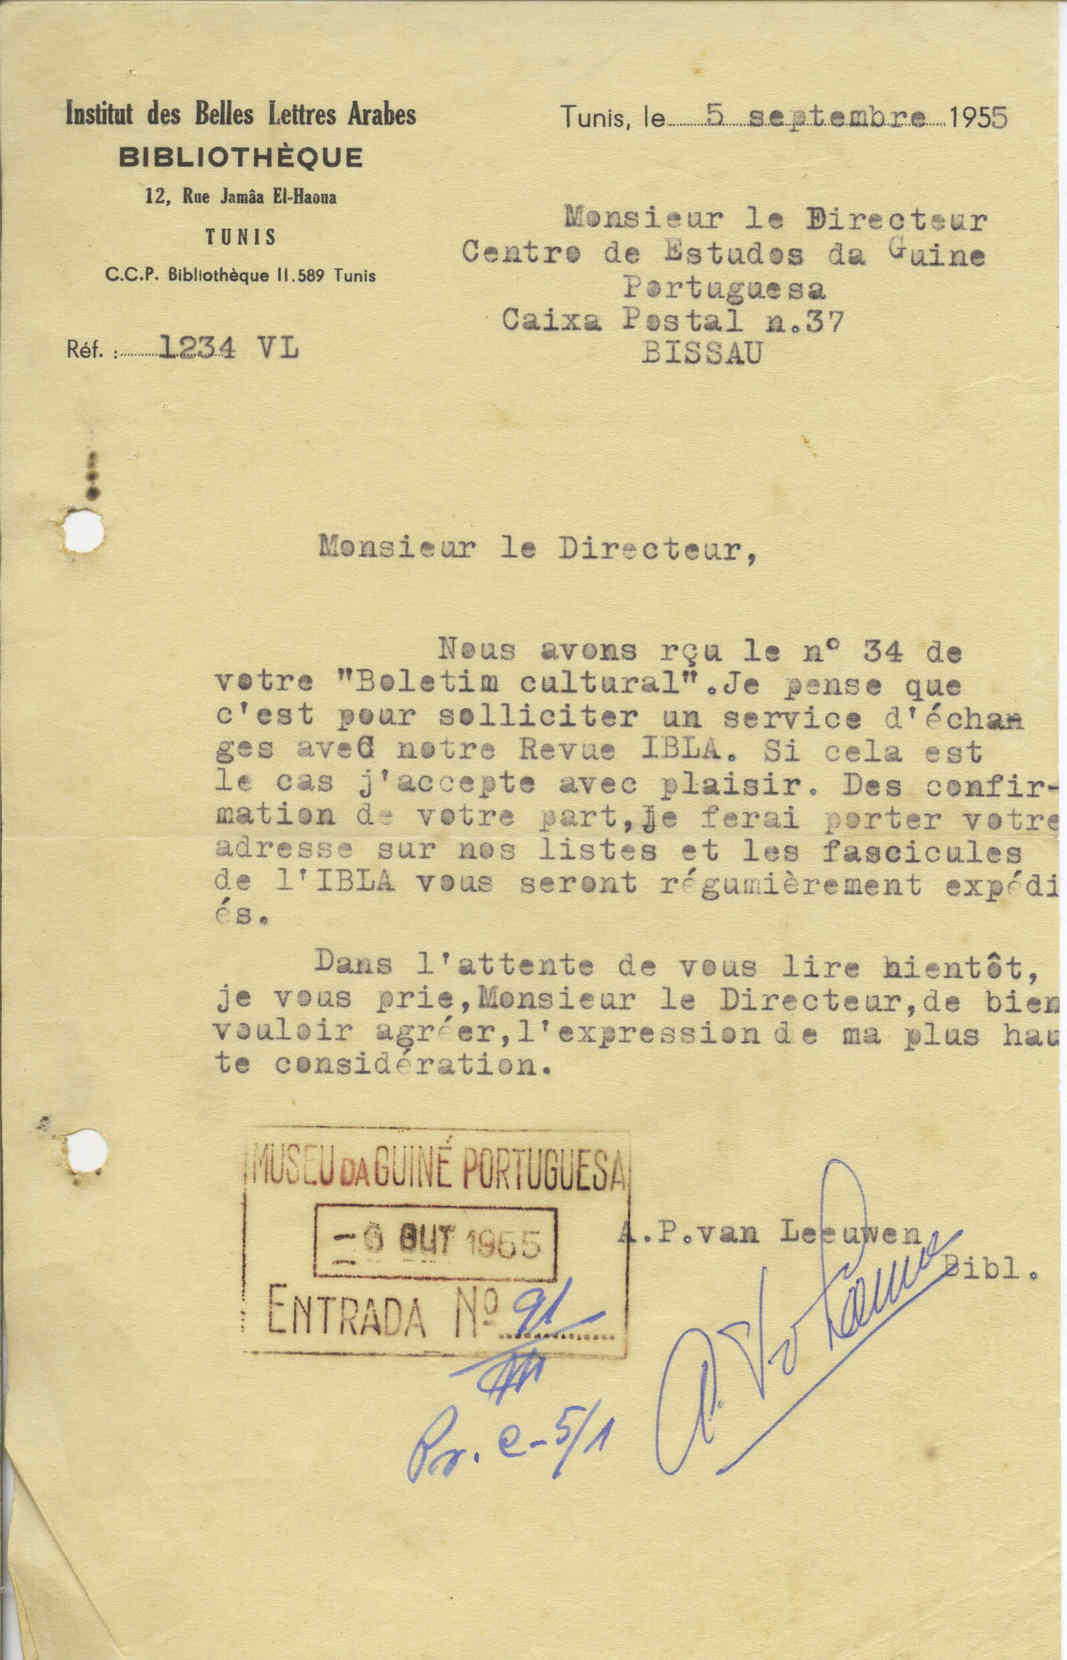 Institut des Belles Lettres Arabes
BIBLIOTHÈQUE
12, Rue Jamâa El-Haoua
TUNIS
C.C.P. Bibliothèque 11.589 Tunis
Réf. : 1234 VL
Tunis, le 5 septembre 1955
Monsieur le Directeur
Centro de Estudos da Guine
Portuguesa
Caixa Postal n.37
BISSAU
Monsieur le Directeur,
Nous avons rçu le n° 34 de
votre "Boletim cultural".Je pense que
c'est pour solliciter un service d'échan
ges avec notre Revue IBLA. Si cela est
le cas j'accepte avec plaisir. Des confir-
mation de votre part,je ferai porter votre
adresse sur nos listes et les fascicules
de l'IBLA vous seront régumièrement expédi
és.
Dans l'attente de vous lire hientôt,
je vous prie,Monsieur le Directeur,de bien
vouloir agréer,l'expression de ma plus hau
te considération.
MUSEU DA GUINÉ PORTUGUESA
OUT 1955
ENTRADA Nº 91
Pr. C-5/1
A.P.van Leeuwen
Bibl.